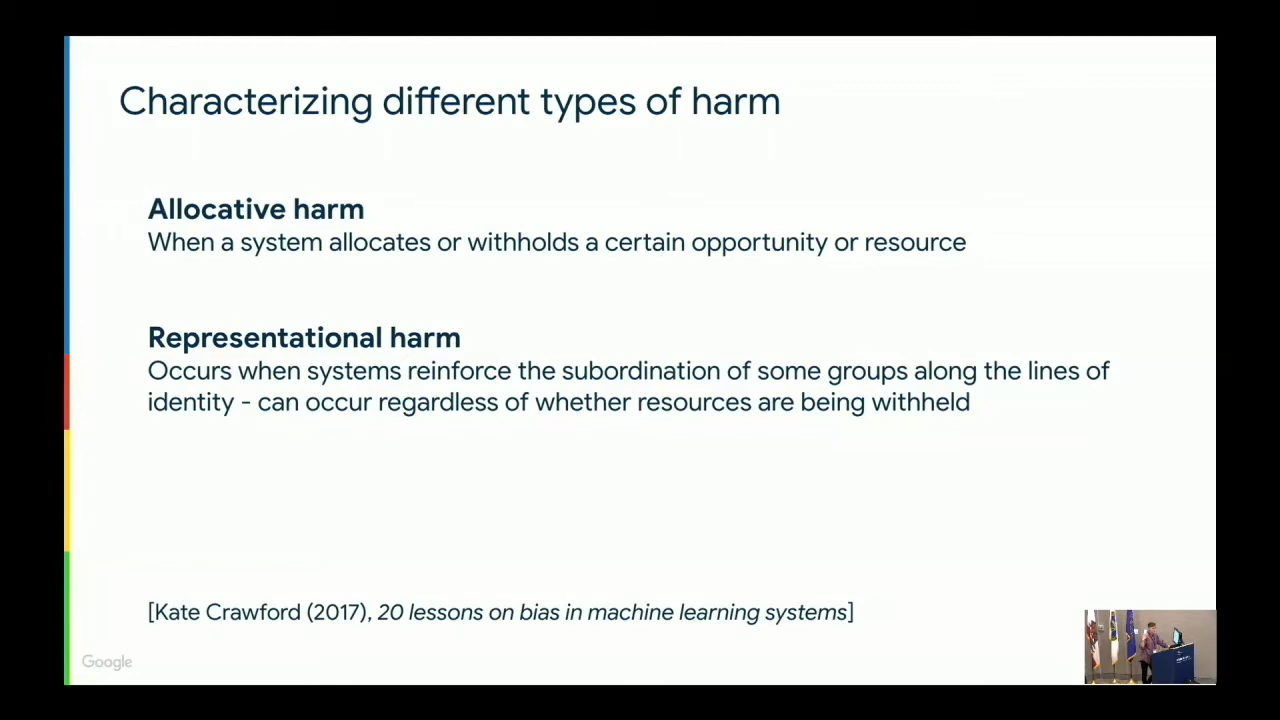 Characterizing different types of harm
Allocative harm
When a system allocates or withholds a certain opportunity or resource
Representational harm
Occurs when systems reinforce the subordination of some groups along the lines of
identity - can occur regardless of whether resources are being withheld
[Kate Crawford (2017), 20 lessons on bias in machine learning systems]
Google